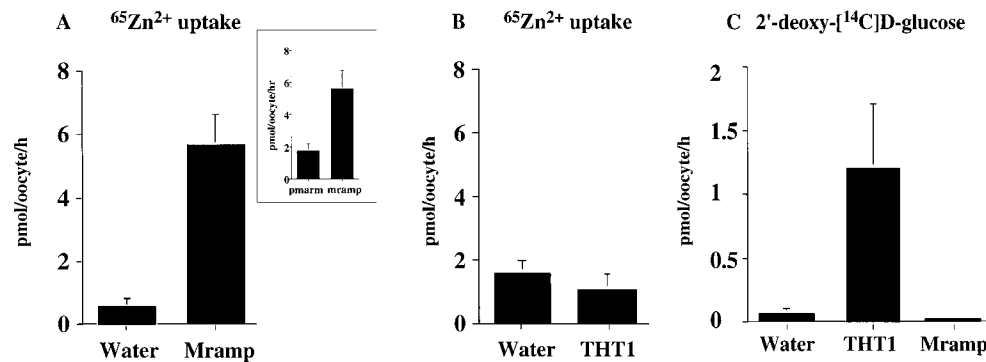 A ⁶⁵Zn²⁺ uptake
pmol/oocyte/h
8
6
4
2
0
Water Mramp
pmol/oocyte/hr
8
6
4
2
0
pmarm mramp
B ⁶⁵Zn²⁺ uptake
pmol/oocyte/h
8
6
4
2
0
Water THT1
C 2'-deoxy-[¹⁴C]D-glucose
pmol/oocyte/h
2
1.5
1
0.5
0
Water THT1 Mramp